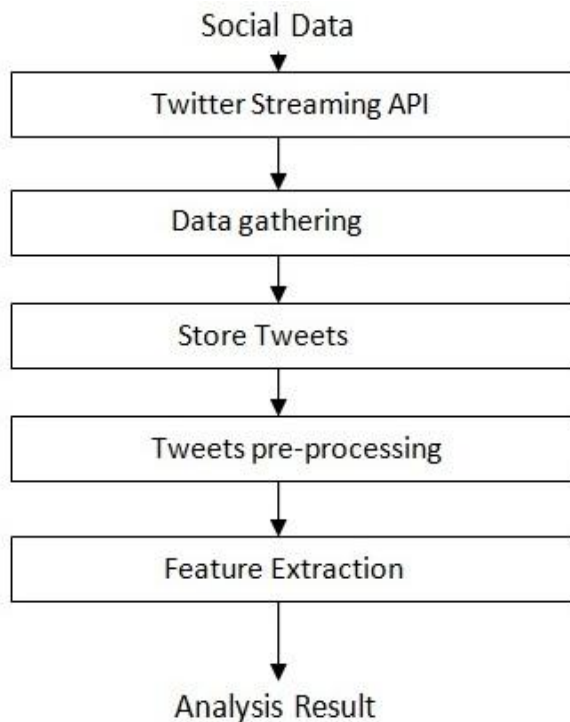 Social Data
Twitter Streaming API
Data gathering
Store Tweets
Tweets pre-processing
Feature Extraction
Analysis Result